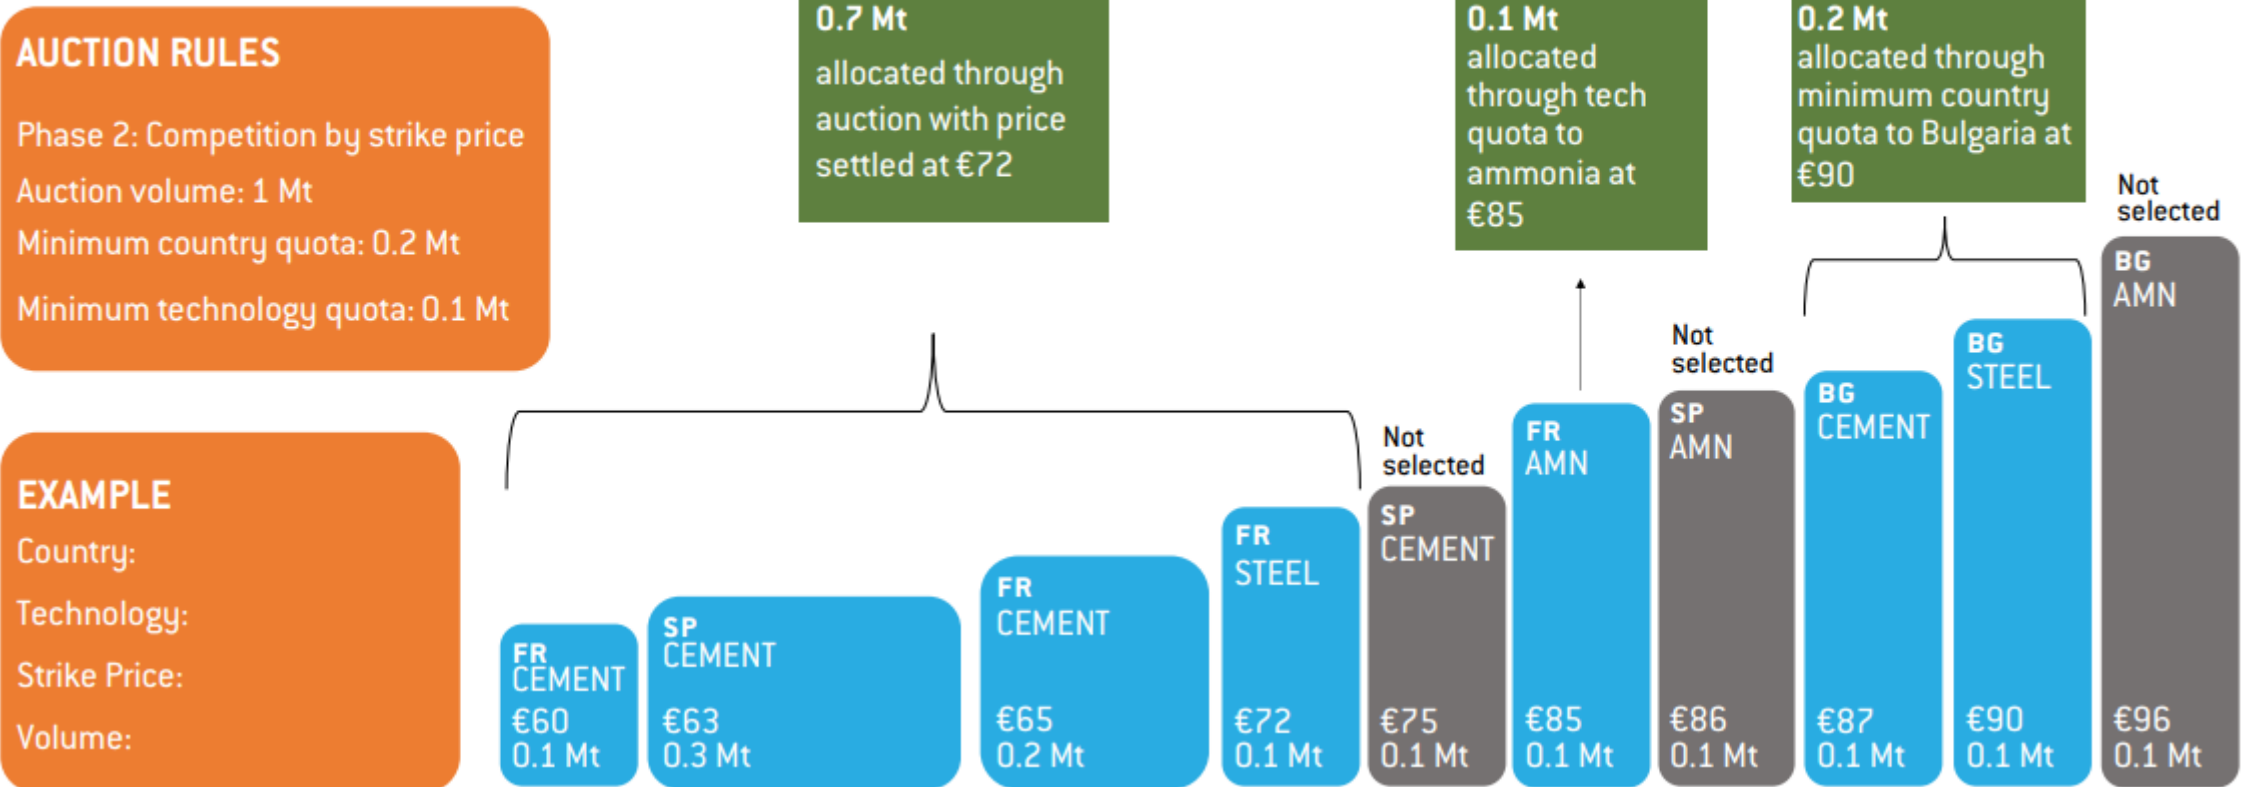 AUCTION RULES
Phase 2: Competition by strike price
Auction volume: 1 Mt
Minimum country quota: 0.2 Mt
Minimum technology quota: 0.1 Mt
EXAMPLE
Country:
Technology:
Strike Price:
Volume:
0.7 Mt
allocated through
auction with price
settled at €72
0.1 Mt
allocated
through tech
quota to
ammonia at
€85
0.2 Mt
allocated through
minimum country
quota to Bulgaria at
€90
FR
CEMENT
€60
0.1 Mt
SP
CEMENT
€63
0.3 Mt
FR
CEMENT
€65
0.2 Mt
FR
STEEL
€72
0.1 Mt
Not
selected
SP
CEMENT
€75
0.1 Mt
FR
AMN
€85
0.1 Mt
Not
selected
SP
AMN
€86
0.1 Mt
BG
CEMENT
€87
0.1 Mt
BG
STEEL
€90
0.1 Mt
Not
selected
BG
AMN
€96
0.1 Mt